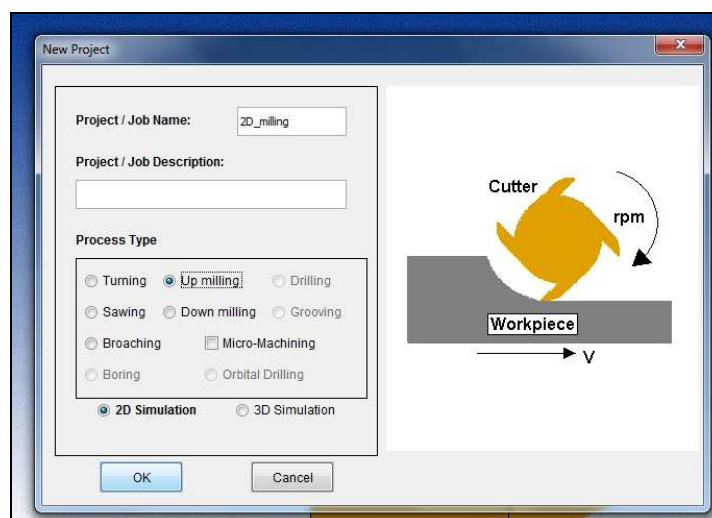 New Project
Project / Job Name: 2D_milling
Project / Job Description:
Process Type
Turning Up milling Drilling
Sawing Down milling Grooving
Broaching Micro-Machining
Boring Orbital Drilling
2D Simulation 3D Simulation
OK Cancel
Cutter
rpm
Workpiece
V